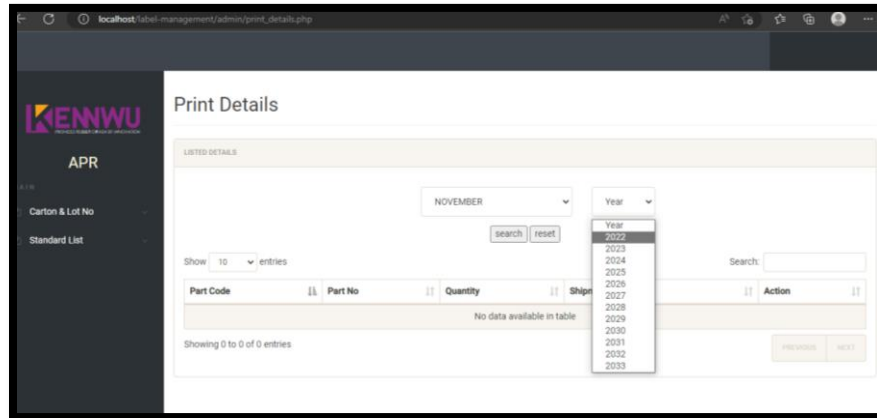 localhost/label-management/admin/print_details.php
KENNWU
APR
Print Details
LISTED DETAILS
Carton & Lot No
Standard List
NOVEMBER
Year
search
reset
Year
2022
2023
2024
2025
2026
2027
2028
2029
2030
2031
2032
2033
Show 10 entries
Search:
Part Code Part No Quantity Action
No data available in table
Showing 0 to 0 of 0 entries
PREVIOUS NEXT